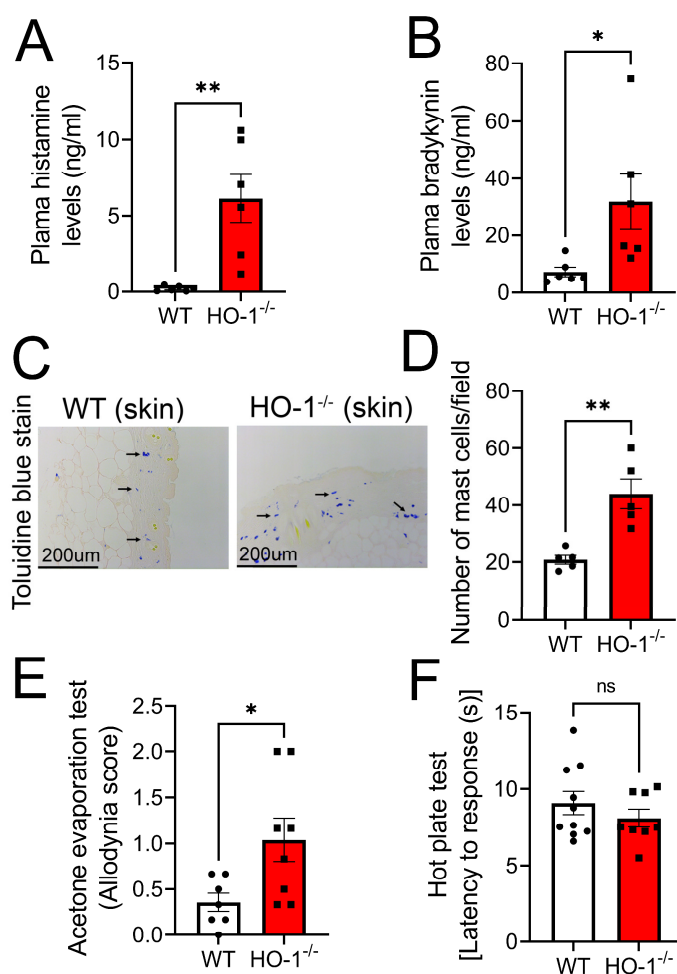 A
Plama histamine
levels (ng/ml)
15
10
5
0
**
WT
HO-1-/-
B
Plama bradykynin
levels (ng/ml)
80
60
40
20
0
*
WT
HO-1-/-
C
Toluidine blue stain
WT (skin)
HO-1-/- (skin)
200um
200um
D
Number of mast cells/field
80
60
40
20
0
**
WT
HO-1-/-
E
Acetone evaporation test
(Allodynia score)
2.5
2.0
1.5
1.0
0.5
0.0
*
WT
HO-1-/-
F
Hot plate test
[Latency to response (s)]
15
10
5
0
ns
WT
HO-1-/-